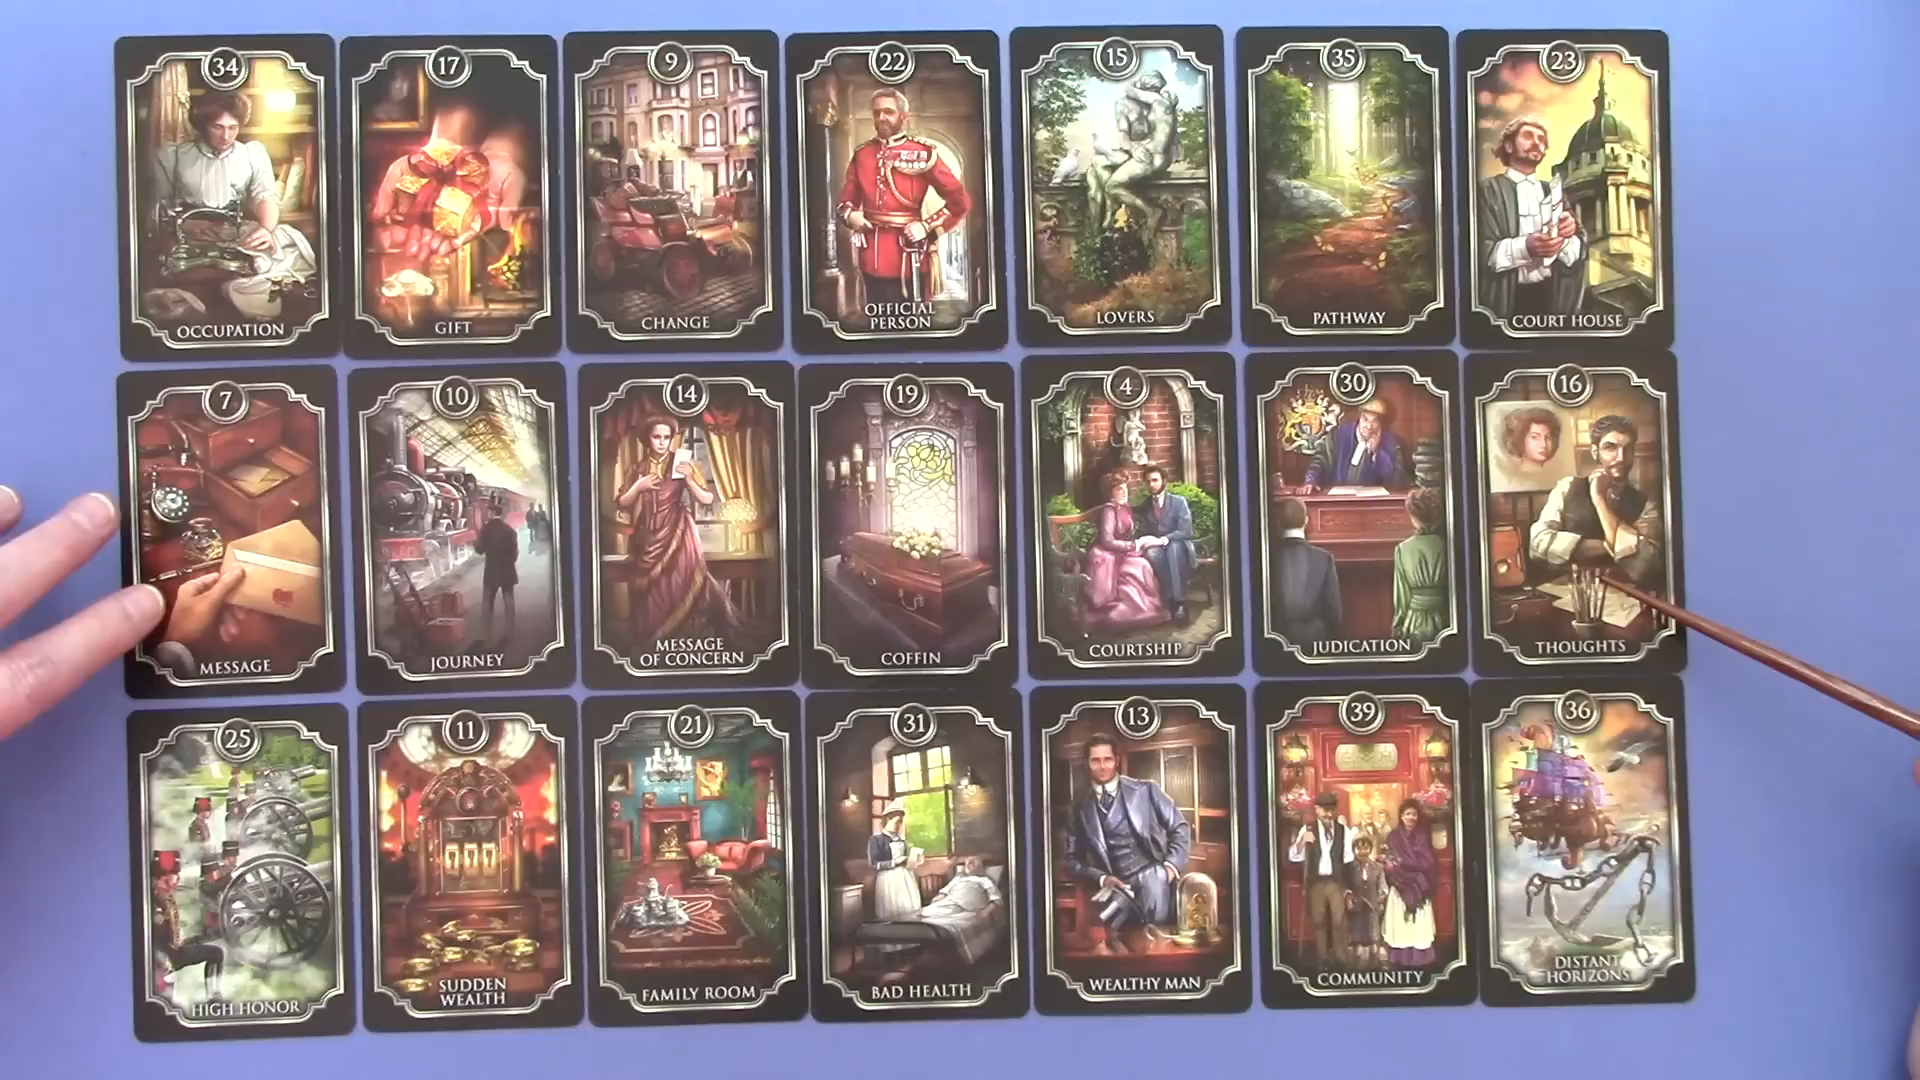 34
OCCUPATION
17
GIFT
9
CHANGE
22
OFFICIAL
PERSON
15
LOVERS
35
PATHWAY
23
COURT HOUSE
7
MESSAGE
10
JOURNEY
14
MESSAGE
OF CONCERN
19
COFFIN
4
COURTSHIP
30
JUDICATION
16
THOUGHTS
25
HIGH HONOR
11
777
SUDDEN
WEALTH
21
FAMILY ROOM
31
BAD HEALTH
13
WEALTHY MAN
39
COMMUNITY
36
DISTANT
HORIZONS